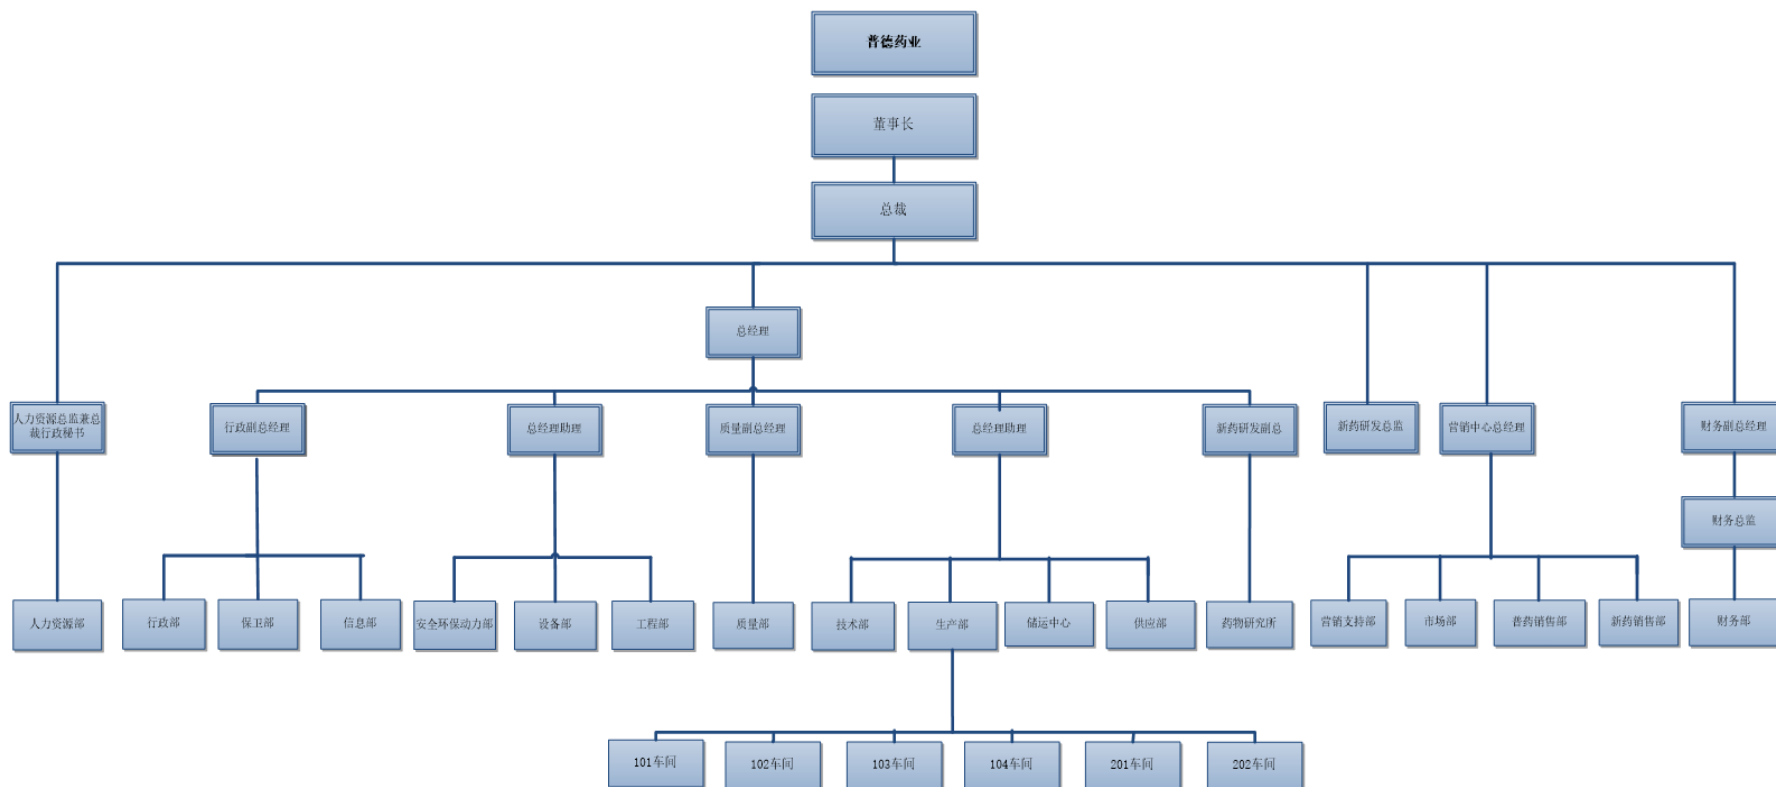 普德药业
董事长
总裁
总经理
人力资源总监兼总
裁行政秘书
行政副总经理
总经理助理
质量副总经理
总经理助理
新药研发副总
新药研发总监
营销中心总经理
财务副总经理
财务总监
人力资源部
行政部
保卫部
信息部
安全环保动力部
设备部
工程部
质量部
技术部
生产部
储运中心
供应部
药物研究所
营销支持部
市场部
普药销售部
新药销售部
财务部
101车间
102车间
103车间
104车间
201车间
202车间